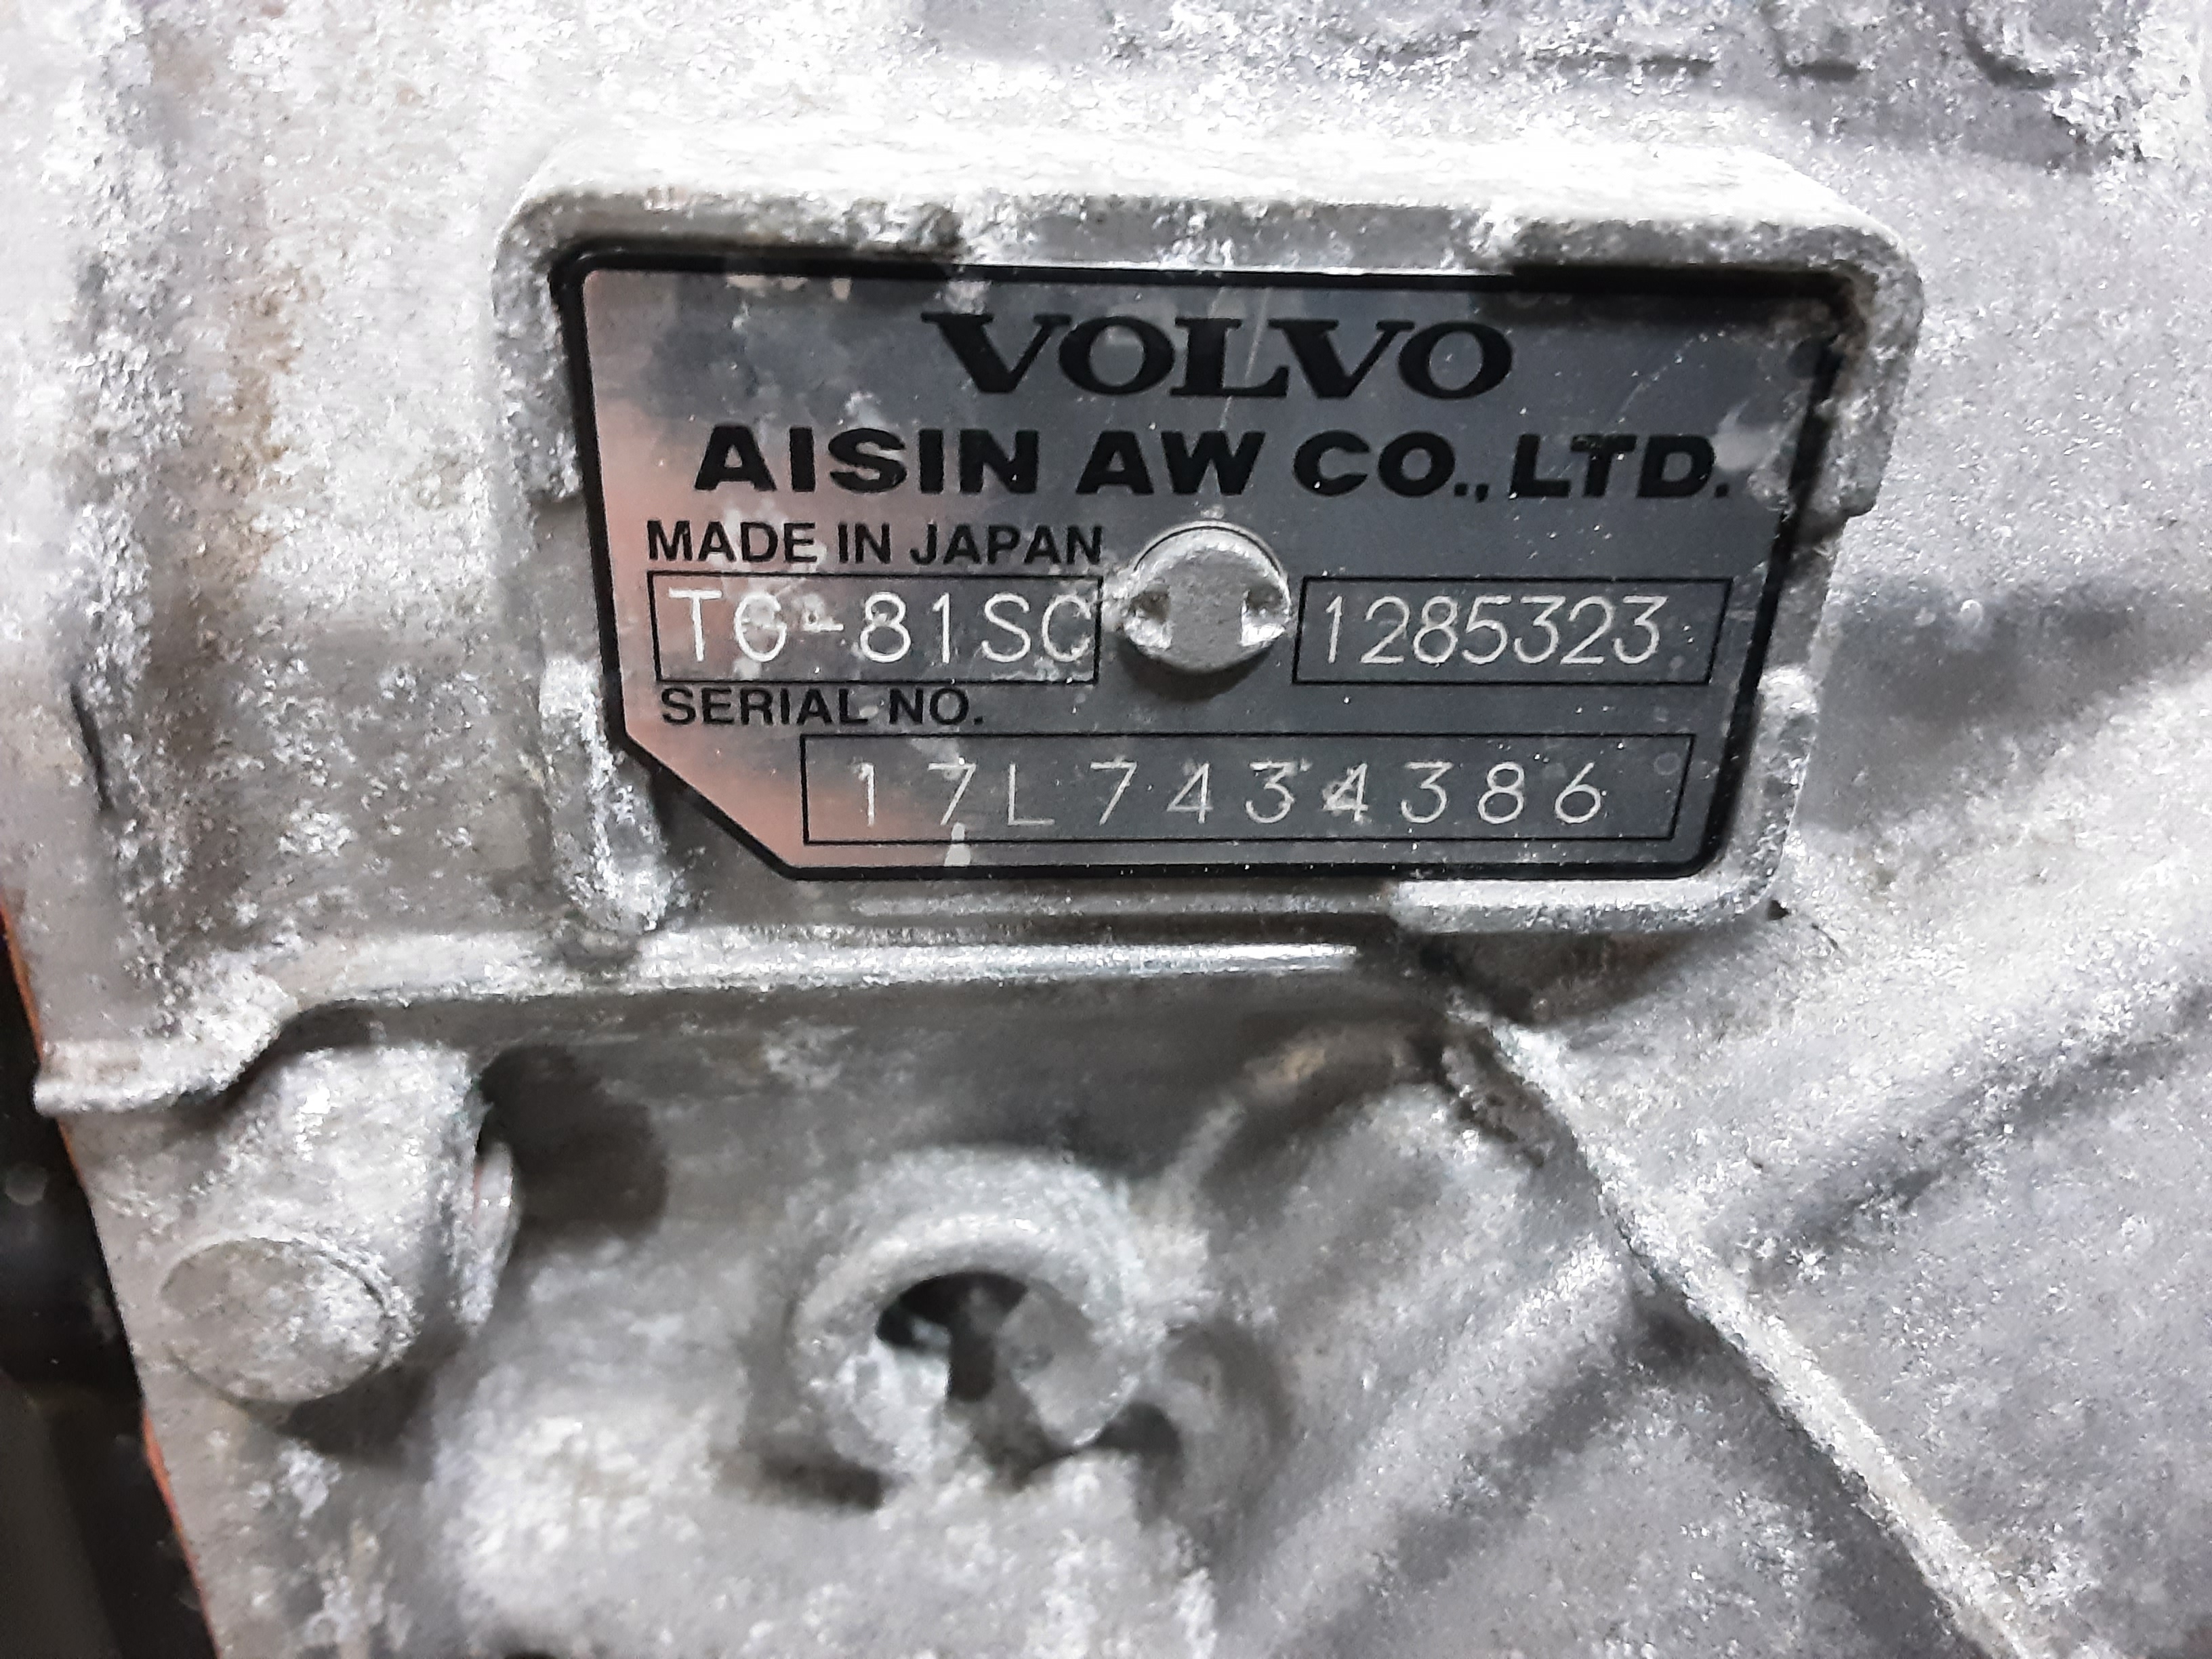 VOLVO
AISIN AW CO., LTD.
MADE IN JAPAN
TG-81SC 1285323
SERIAL NO.
17L7434386